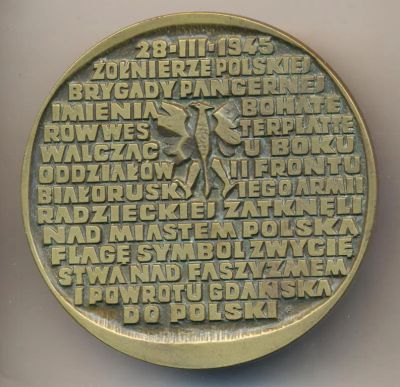 28-III-1945
ŻOŁNIERZE POLSKIEJ
BRYGADY PANCERNEJ
IMIENIA BOHATE
RÓW WES TERPLATTE
WALCZĄC U BOKU
ODDZIAŁÓW II FRONTU
BIAŁORUSK IEGO ARMII
RADZIECKIEJ ZATKNĘLI
NAD MIASTEM POLSKĄ
FLAGĘ SYMBOL ZWYCIĘ
STWA NAD FASZYZMEM
I POWROTU GDAŃSKA
DO POLSKI